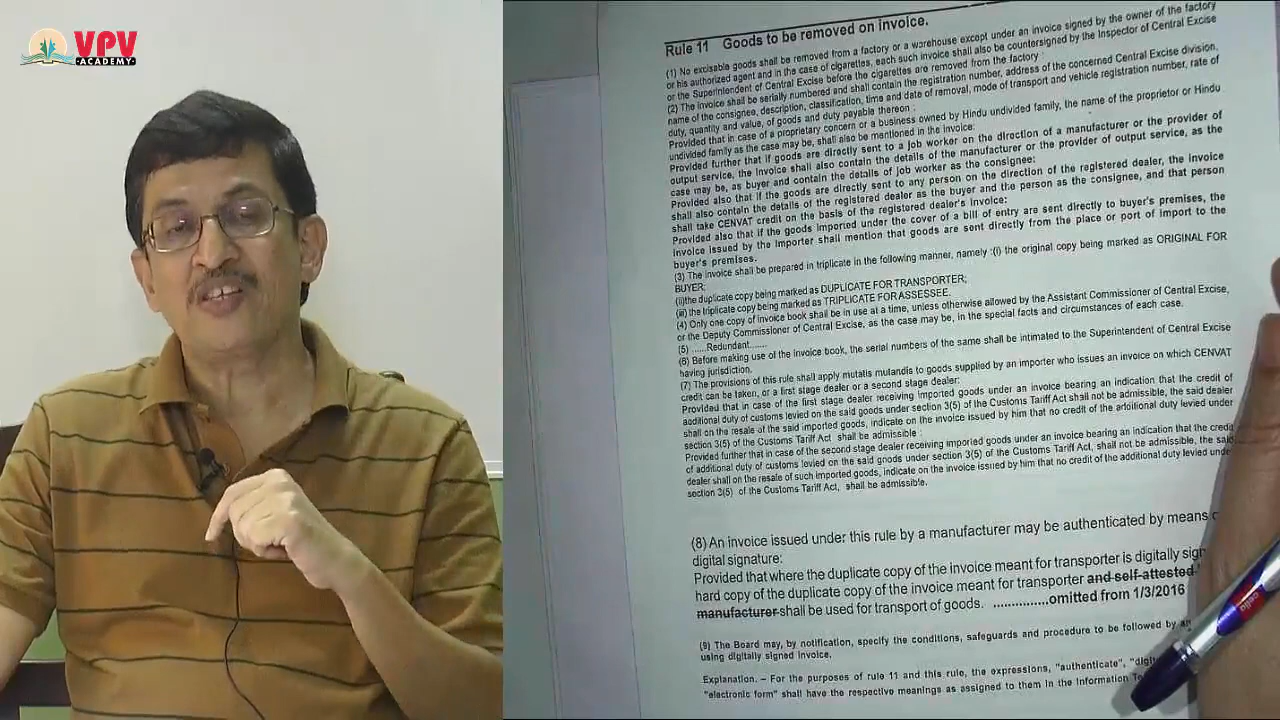 VPV
ACADEMY
Rule 11 Goods to be removed on invoice.
(1) No excisable goods shall be removed from a factory or a warehouse except under an invoice signed by the owner of the factory
or his authorized agent and in the case of cigarettes, each such invoice shall also be countersigned by the Inspector of Central Excise
or the Superintendent of Central Excise before the cigarettes are removed from the factory :
(2) The invoice shall be serially numbered and shall contain the registration number, address of the concerned Central Excise division,
name of the consignee, description, classification, time and date of removal, mode of transport and vehicle registration number, rate of
duty, quantity and value, of goods and duty payable thereon :
Provided that in case of a proprietary concern or a business owned by Hindu undivided family, the name of the proprietor or Hindu
undivided family as the case may be, shall also be mentioned in the invoice:
Provided further that if goods are directly sent to a job worker on the direction of a manufacturer or the provider of
output service, the invoice shall also contain the details of the manufacturer or the provider of output service, as the
case may be, as buyer and contain the details of job worker as the consignee:
Provided also that if the goods are directly sent to any person on the direction of the registered dealer, the invoice
shall also contain the details of the registered dealer as the buyer and the person as the consignee, and that person
shall take CENVAT credit on the basis of the registered dealer's invoice:
Provided also that if the goods imported under the cover of a bill of entry are sent directly to buyer's premises, the
invoice issued by the importer shall mention that goods are sent directly from the place or port of import to the
buyer's premises.
(3) The invoice shall be prepared in triplicate in the following manner, namely :(i) the original copy being marked as ORIGINAL FOR
BUYER;
(ii)the duplicate copy being marked as DUPLICATE FOR TRANSPORTER;
(iii) the triplicate copy being marked as TRIPLICATE FOR ASSESSEE.
(4) Only one copy of invoice book shall be in use at a time, unless otherwise allowed by the Assistant Commissioner of Central Excise,
or the Deputy Commissioner of Central Excise, as the case may be, in the special facts and circumstances of each case.
(5) ......Redundant.......
(6) Before making use of the invoice book, the serial numbers of the same shall be intimated to the Superintendent of Central Excise
having jurisdiction.
(7) The provisions of this rule shall apply mutatis mutandis to goods supplied by an importer who issues an invoice on which CENVAT
credit can be taken, or a first stage dealer or a second stage dealer:
Provided that in case of the first stage dealer receiving imported goods under an invoice bearing an indication that the credit of
additional duty of customs levied on the said goods under section 3(5) of the Customs Tariff Act shall not be admissible, the said dealer
shall on the resale of the said imported goods, indicate on the invoice issued by him that no credit of the additional duty levied under
section 3(5) of the Customs Tariff Act shall be admissible :
Provided further that in case of the second stage dealer receiving imported goods under an invoice bearing an indication that the credit
of additional duty of customs levied on the said goods under section 3(5) of the Customs Tariff Act, shall not be admissible, the said
dealer shall on the resale of such imported goods, indicate on the invoice issued by him that no credit of the additional duty levied under
section 3(5) of the Customs Tariff Act, shall be admissible.
(8) An invoice issued under this rule by a manufacturer may be authenticated by means
digital signature:
Provided that where the duplicate copy of the invoice meant for transporter is digitally
hard copy of the duplicate copy of the invoice meant for transporter and self-attested
manufacturer shall be used for transport of goods. ...............omitted from 1/3/2016
(9) The Board may, by notification, specify the conditions, safeguards and procedure to be followed by
using digitally signed invoice.
Explanation. – For the purposes of rule 11 and this rule, the expressions, "authenticate",
"electronic form" shall have the respective meanings as assigned to them in the Information
cello